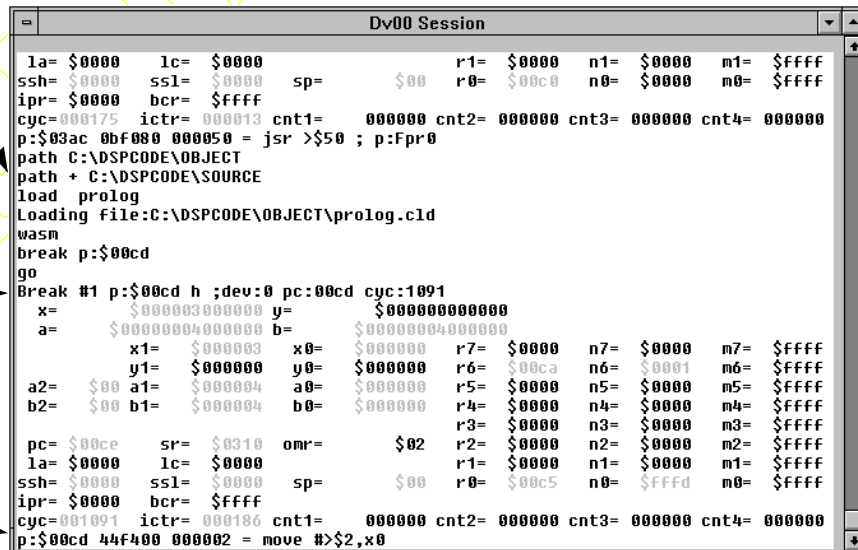 Dv00 Session
la= $0000 lc= $0000 r1= $0000 n1= $0000 m1= $ffff
ssh= $0000 ssl= $0000 sp= $00 r0= $00c0 n0= $0000 m0= $ffff
ipr= $0000 bcr= $ffff
cyc=000175 ictr= 000013 cnt1= 000000 cnt2= 000000 cnt3= 000000 cnt4= 000000
p:$03ac 0bf080 000050 = jsr >$50 ; p:Fpr0
path C:\DSPCODE\OBJECT
path + C:\DSPCODE\SOURCE
load prolog
Loading file:C:\DSPCODE\OBJECT\prolog.cld
wasm
break p:$00cd
go
Break #1 p:$00cd h ;dev:0 pc:00cd cyc:1091
x= $000003000000 y= $000000000000
a= $00000004000000 b= $00000004000000
x1= $000003 x0= $000000 r7= $0000 n7= $0000 m7= $ffff
y1= $000000 y0= $000000 r6= $00ca n6= $0001 m6= $ffff
a2= $00 a1= $000004 a0= $000000 r5= $0000 n5= $0000 m5= $ffff
b2= $00 b1= $000004 b0= $000000 r4= $0000 n4= $0000 m4= $ffff
r3= $0000 n3= $0000 m3= $ffff
pc= $00ce sr= $0310 omr= $02 r2= $0000 n2= $0000 m2= $ffff
la= $0000 lc= $0000 r1= $0000 n1= $0000 m1= $ffff
ssh= $0000 ssl= $0000 sp= $00 r0= $00c5 n0= $fffd m0= $ffff
ipr= $0000 bcr= $ffff
cyc=001091 ictr= 000186 cnt1= 000000 cnt2= 000000 cnt3= 000000 cnt4= 000000
p:$00cd 44f400 000002 = move #>$2,x0